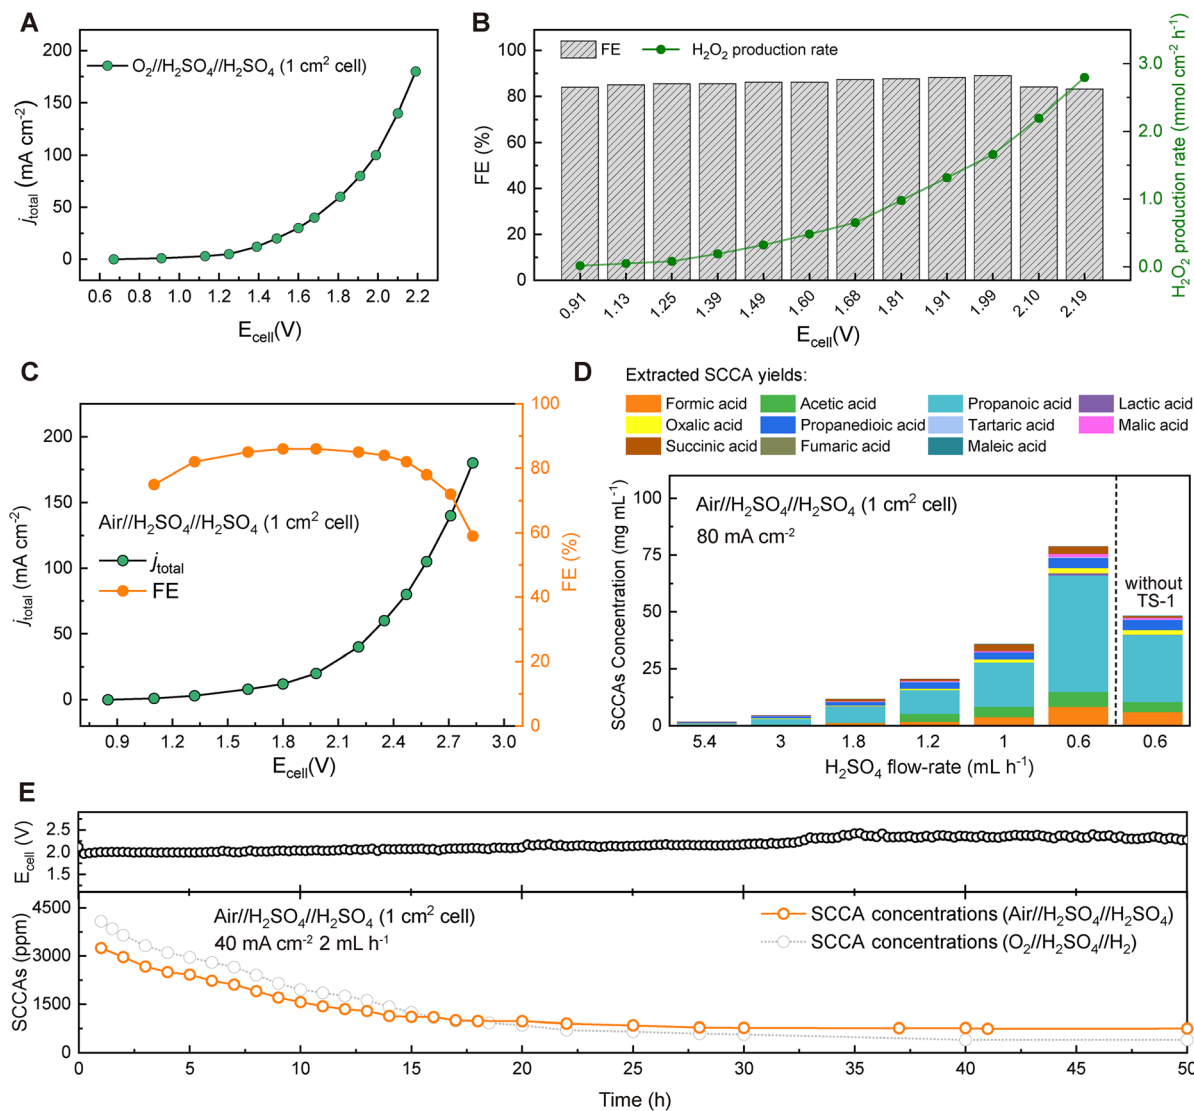 A
200
150
100
50
0
j_total (mA cm⁻²)
O₂//H₂SO₄//H₂SO₄ (1 cm² cell)
0.6 0.8 1.0 1.2 1.4 1.6 1.8 2.0 2.2
E_cell(V)
B
100
80
60
40
20
0
FE (%)
FE
H₂O₂ production rate
3.0
2.0
1.0
0.0
H₂O₂ production rate (mmol cm⁻² h⁻¹)
0.91 1.13 1.25 1.39 1.49 1.60 1.68 1.81 1.91 1.99 2.10 2.19
E_cell(V)
C
200
150
100
50
0
j_total (mA cm⁻²)
Air//H₂SO₄//H₂SO₄ (1 cm² cell)
j_total
FE
100
80
60
40
20
0
FE (%)
0.9 1.2 1.5 1.8 2.1 2.4 2.7 3.0
E_cell(V)
D
Extracted SCCA yields:
Formic acid Acetic acid Propanoic acid Lactic acid
Oxalic acid Propanedioic acid Tartaric acid Malic acid
Succinic acid Fumaric acid Maleic acid
100
75
50
25
0
SCCAs Concentration (mg mL⁻¹)
Air//H₂SO₄//H₂SO₄ (1 cm² cell)
80 mA cm⁻²
without
TS-1
5.4 3 1.8 1.2 1 0.6 0.6
H₂SO₄ flow-rate (mL h⁻¹)
E
2.5
2.0
1.5
E_cell (V)
4500
3000
1500
0
SCCAs (ppm)
Air//H₂SO₄//H₂SO₄ (1 cm² cell)
40 mA cm⁻² 2 mL h⁻¹
SCCA concentrations (Air//H₂SO₄//H₂SO₄)
SCCA concentrations (O₂//H₂SO₄//H₂)
0 5 10 15 20 25 30 35 40 45 50
Time (h)